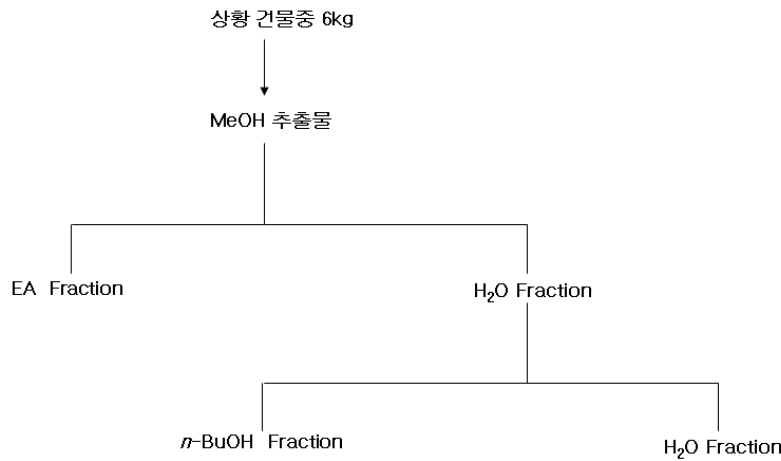 상황 건물중 6kg
MeOH 추출물
EA Fraction
H₂O Fraction
n-BuOH Fraction
H₂O Fraction